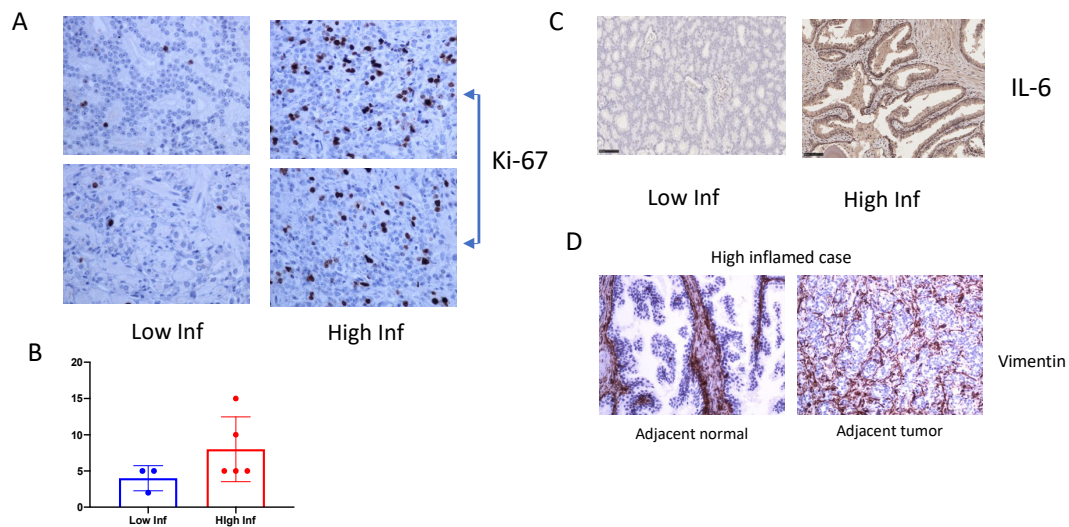 A
Ki-67
Low Inf
High Inf
B
20
15
10
5
0
Low Inf
HIgh Inf
C
IL-6
Low Inf
High Inf
D
High inflamed case
Vimentin
Adjacent normal
Adjacent tumor